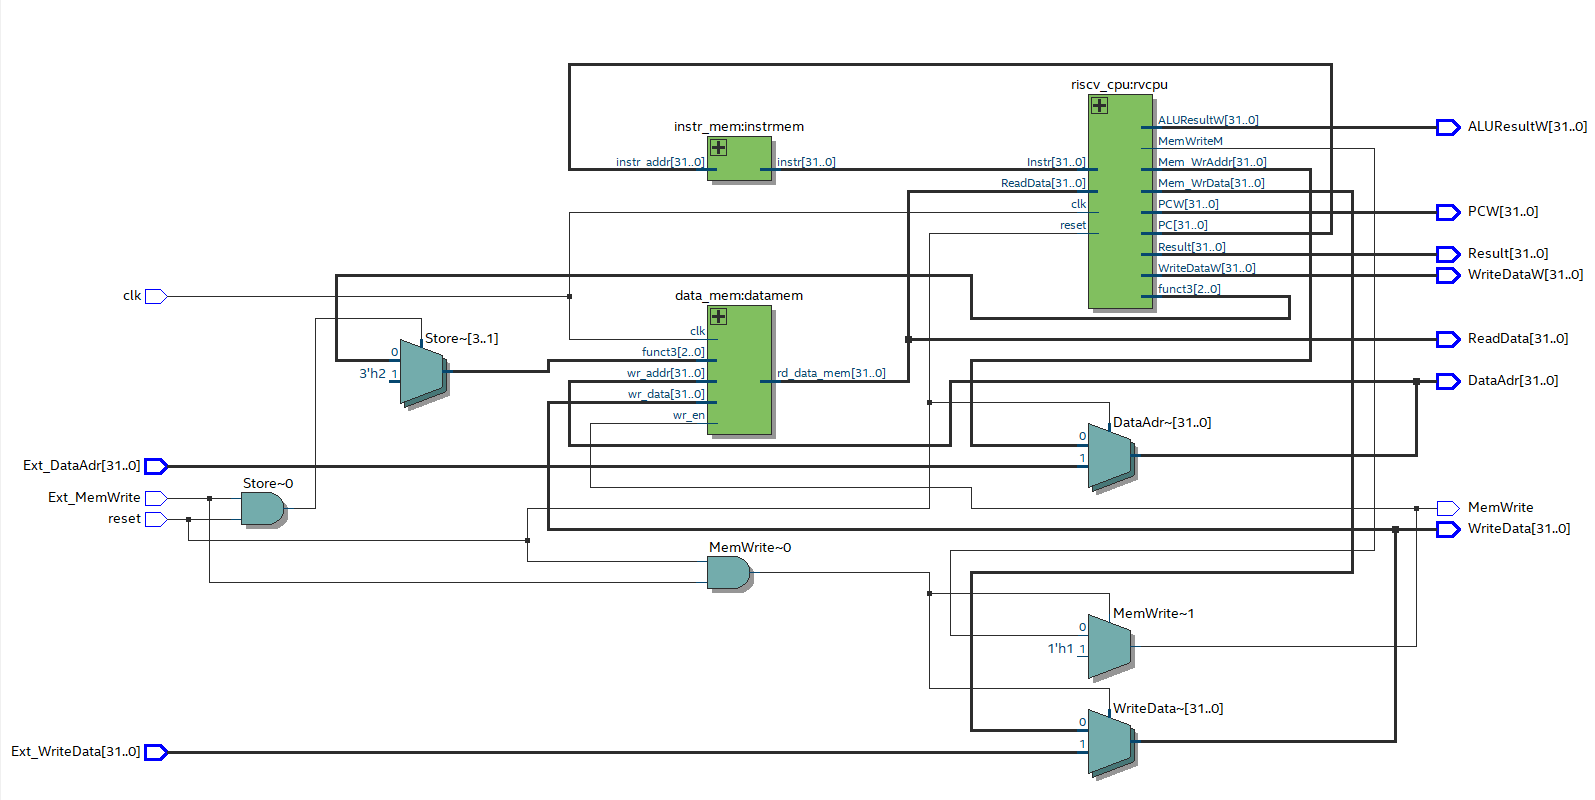 riscv_cpu:rvcpu
ALUResultW[31..0]
ALUResultW[31..0]
instr_mem:instrmem
MemWriteM
instr_addr[31..0]
instr[31..0]
Instr[31..0]
Mem_WrAddr[31..0]
ReadData[31..0]
Mem_WrData[31..0]
clk
PCW[31..0]
PCW[31..0]
reset
PC[31..0]
Result[31..0]
Result[31..0]
WriteDataW[31..0]
WriteDataW[31..0]
funct3[2..0]
clk
data_mem:datamem
clk
Store~[3..1]
ReadData[31..0]
0
funct3[2..0]
3'h2 1
wr_addr[31..0]
rd_data_mem[31..0]
DataAdr[31..0]
wr_data[31..0]
wr_en
DataAdr~[31..0]
0
1
Ext_DataAdr[31..0]
Store~0
Ext_MemWrite
MemWrite
reset
WriteData[31..0]
MemWrite~0
MemWrite~1
0
1'h1 1
WriteData~[31..0]
0
1
Ext_WriteData[31..0]